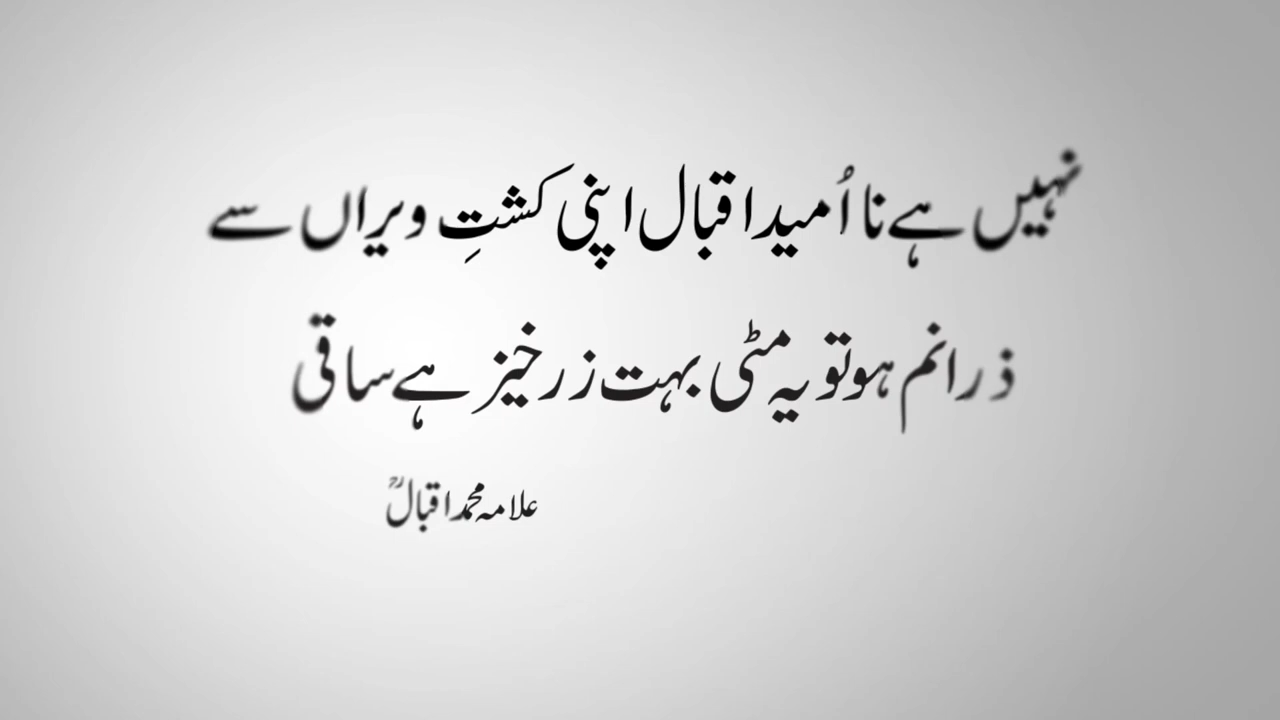 نہیں ہے نا اُمید اقبال اپنی کشتِ ویراں سے
ذرا نم ہو تو یہ مٹی بہت زرخیز ہے ساقی
علامہ محمد اقبالؒ